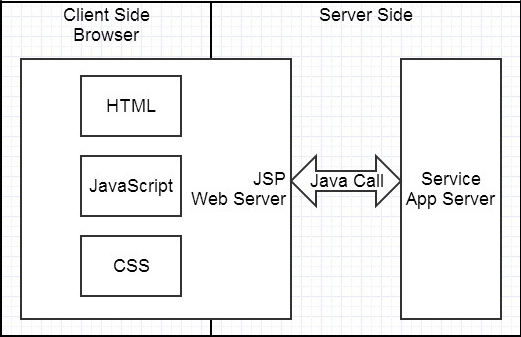 Client Side
Browser
Server Side
HTML
JavaScript
CSS
JSP
Web Server
Java Call
Service
App Server